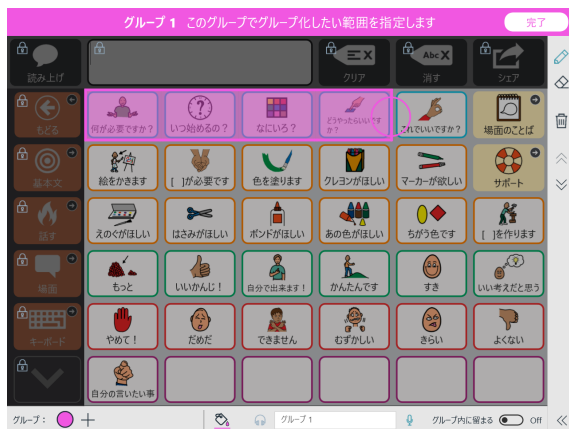 グループ 1 このグループでグループ化したい範囲を指定します
完了
読み上げ
クリア
Abc X
消す
シェア
もどる
何が必要ですか？
いつ始めるの？
なにいろ？
どうやったらいいですか？
これでいいですか？
場面のことば
基本文
絵をかきます
[ ]が必要です
色を塗ります
クレヨンがほしい
マーカーが欲しい
サポート
話す
えのぐがほしい
はさみがほしい
ボンドがほしい
あの色がほしい
ちがう色です
[ ]を作ります
場面
もっと
いいかんじ！
自分で出来ます！
かんたんです
すき
いい考えだと思う
キーボード
やめて！
だめだ
できません
むずかしい
きらい
よくない
自分の言いたい事
グループ：
グループ 1
グループ内に留まる
Off